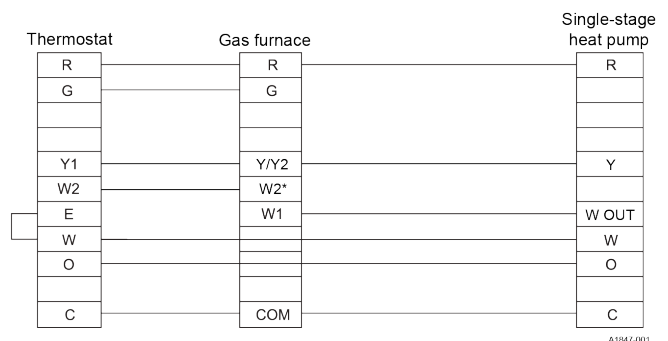 Single-stage
heat pump
Thermostat
Gas furnace
R R R
G G
Y1 Y/Y2 Y
W2 W2*
E W1 W OUT
W W
O O
C COM C
A1847-001